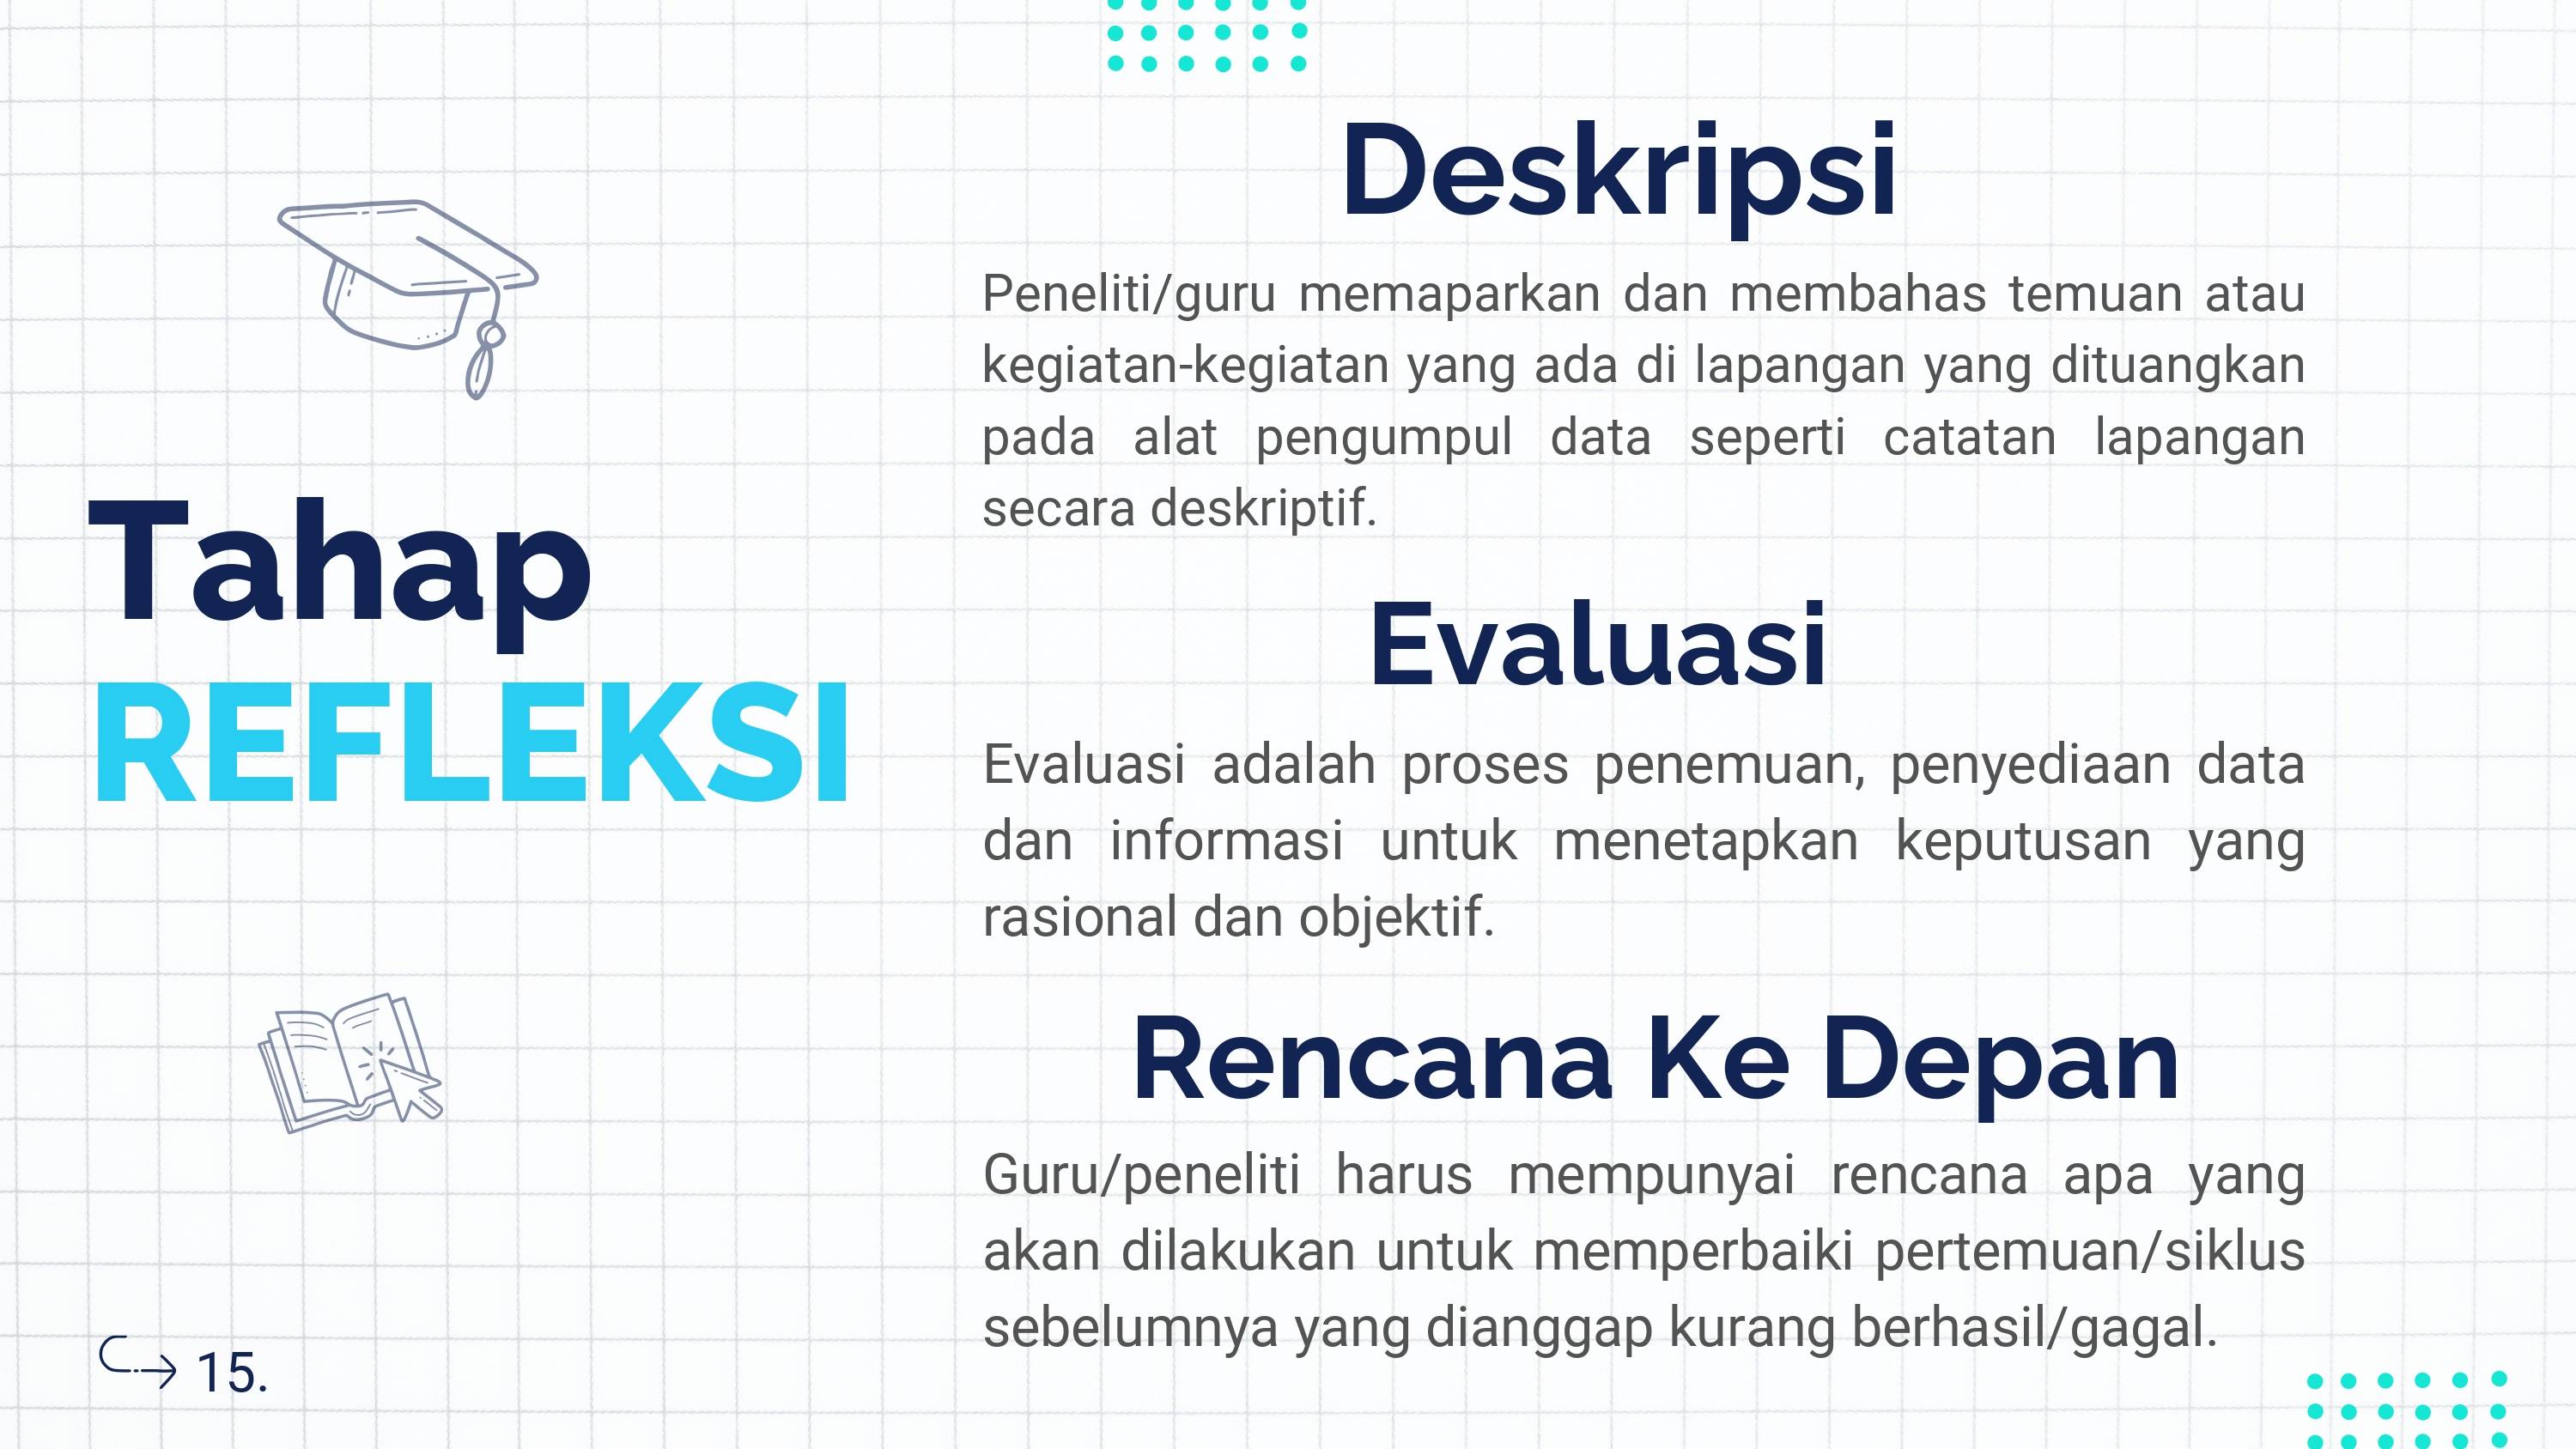 Tahap
REFLEKSI
Deskripsi
Peneliti/guru memaparkan dan membahas temuan atau
kegiatan-kegiatan yang ada di lapangan yang dituangkan
pada alat pengumpul data seperti catatan lapangan
secara deskriptif.
Evaluasi
Evaluasi adalah proses penemuan, penyediaan data
dan informasi untuk menetapkan keputusan yang
rasional dan objektif.
Rencana Ke Depan
Guru/peneliti harus mempunyai rencana apa yang
akan dilakukan untuk memperbaiki pertemuan/siklus
sebelumnya yang dianggap kurang berhasil/gagal.
15.